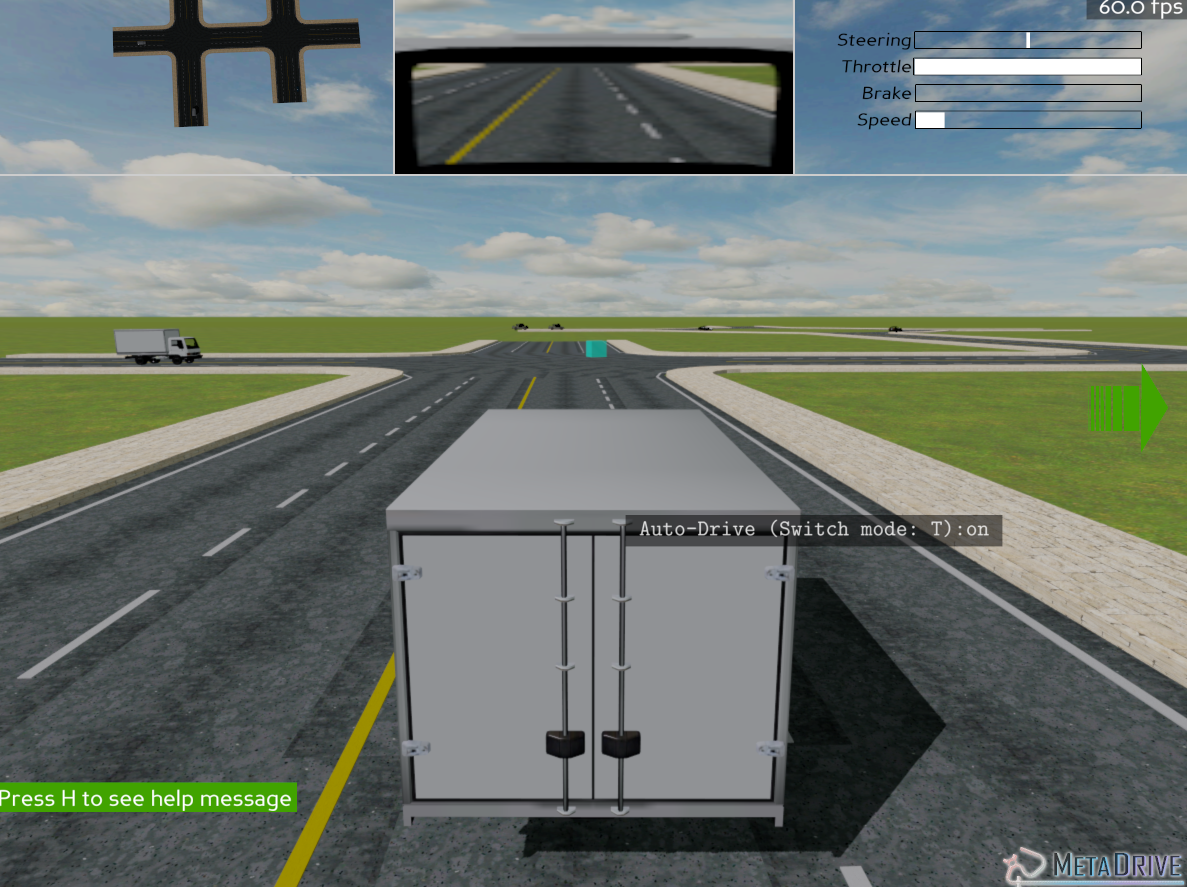 60.0 fps
Steering
Throttle
Brake
Speed
Auto-Drive (Switch mode: T):on
Press H to see help message
METADRIVE